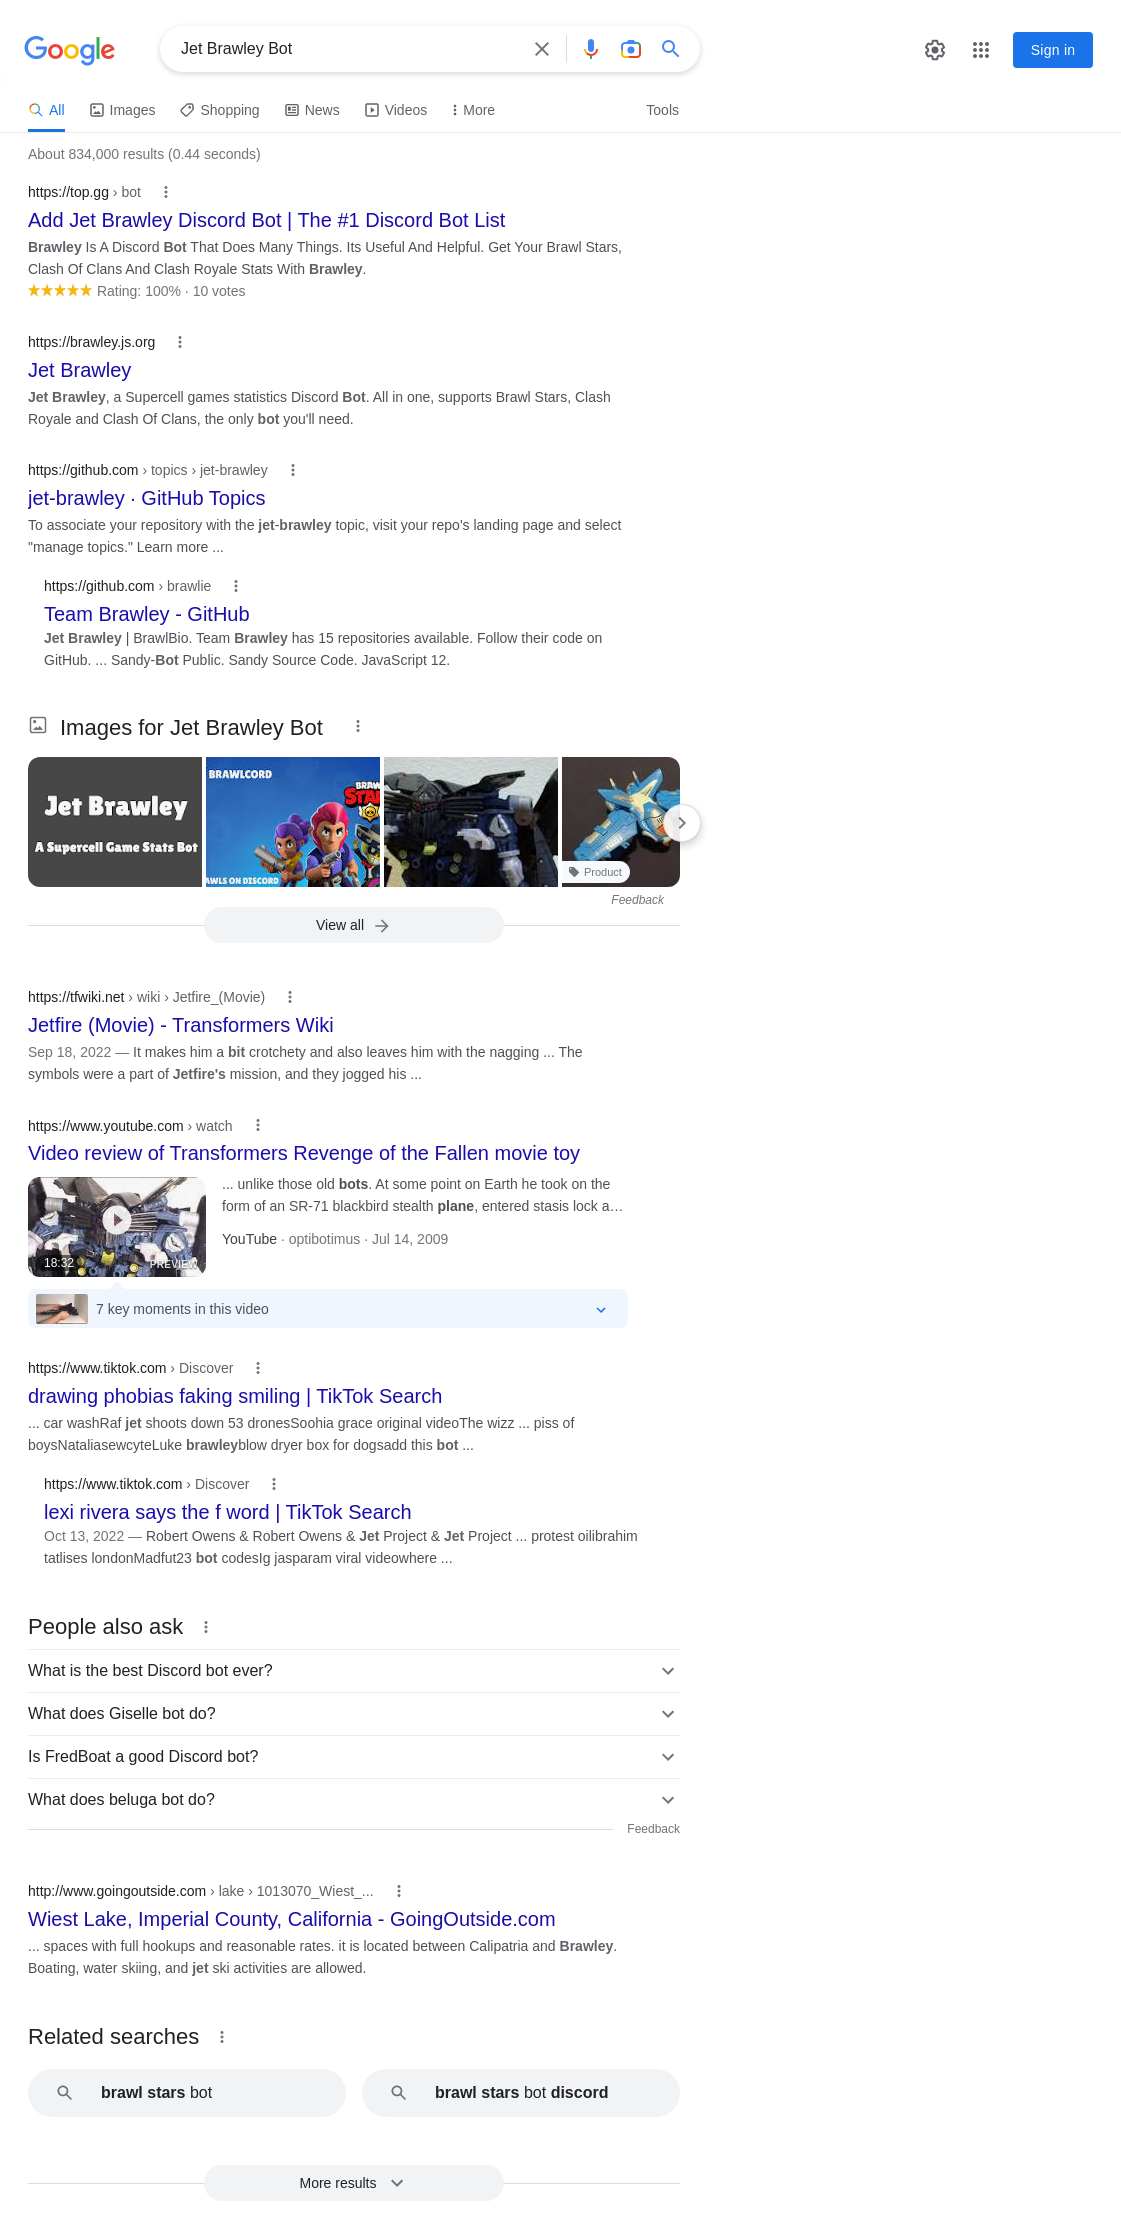 Google
Jet Brawley Bot
Sign in
All
Images
Shopping
News
Videos
More
Tools
About 834,000 results (0.44 seconds)
https://top.gg › bot
Add Jet Brawley Discord Bot | The #1 Discord Bot List
Brawley Is A Discord Bot That Does Many Things. Its Useful And Helpful. Get Your Brawl Stars,
Clash Of Clans And Clash Royale Stats With Brawley.
Rating: 100% · 10 votes
https://brawley.js.org
Jet Brawley
Jet Brawley, a Supercell games statistics Discord Bot. All in one, supports Brawl Stars, Clash
Royale and Clash Of Clans, the only bot you'll need.
https://github.com › topics › jet-brawley
jet-brawley · GitHub Topics
To associate your repository with the jet-brawley topic, visit your repo's landing page and select
"manage topics." Learn more ...
https://github.com › brawlie
Team Brawley - GitHub
Jet Brawley | BrawlBio. Team Brawley has 15 repositories available. Follow their code on
GitHub. ... Sandy-Bot Public. Sandy Source Code. JavaScript 12.
Images for Jet Brawley Bot
Jet Brawley
A Supercell Game Stats Bot
BRAWLCORD
BRAW
STA
AWLS ON DISCORD
Product
Feedback
View all
https://tfwiki.net › wiki › Jetfire_(Movie)
Jetfire (Movie) - Transformers Wiki
Sep 18, 2022 — It makes him a bit crotchety and also leaves him with the nagging ... The
symbols were a part of Jetfire's mission, and they jogged his ...
https://www.youtube.com › watch
Video review of Transformers Revenge of the Fallen movie toy
... unlike those old bots. At some point on Earth he took on the
form of an SR-71 blackbird stealth plane, entered stasis lock a…
YouTube · optibotimus · Jul 14, 2009
18:32
PREVIEW
7 key moments in this video
https://www.tiktok.com › Discover
drawing phobias faking smiling | TikTok Search
... car washRaf jet shoots down 53 dronesSoohia grace original videoThe wizz ... piss of
boysNataliasewcyteLuke brawleyblow dryer box for dogsadd this bot ...
https://www.tiktok.com › Discover
lexi rivera says the f word | TikTok Search
Oct 13, 2022 — Robert Owens & Robert Owens & Jet Project & Jet Project ... protest oilibrahim
tatlises londonMadfut23 bot codesIg jasparam viral videowhere ...
People also ask
What is the best Discord bot ever?
What does Giselle bot do?
Is FredBoat a good Discord bot?
What does beluga bot do?
Feedback
http://www.goingoutside.com › lake › 1013070_Wiest_...
Wiest Lake, Imperial County, California - GoingOutside.com
... spaces with full hookups and reasonable rates. it is located between Calipatria and Brawley.
Boating, water skiing, and jet ski activities are allowed.
Related searches
brawl stars bot
brawl stars bot discord
More results